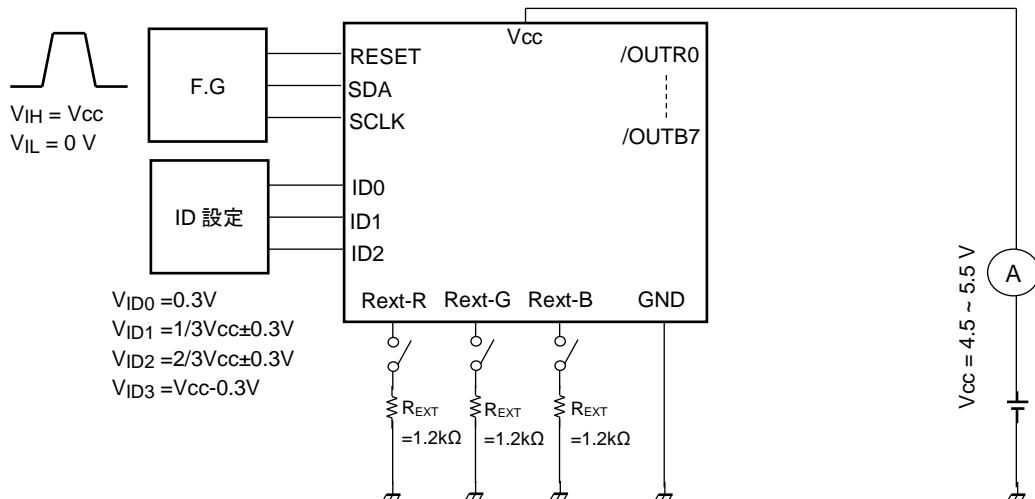 Vcc
RESET
SDA
SCLK
/OUTR0
/OUTB7
F.G
VIH = Vcc
VIL = 0 V
ID0
ID1
ID2
ID 設定
VID0 =0.3V
VID1 =1/3Vcc±0.3V
VID2 =2/3Vcc±0.3V
VID3 =Vcc-0.3V
Rext-R
Rext-G
Rext-B
GND
REXT
=1.2kΩ
REXT
=1.2kΩ
REXT
=1.2kΩ
A
Vcc = 4.5 ~ 5.5 V